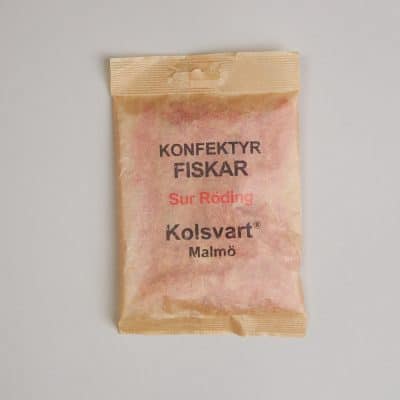 KONFEKTYR
FISKAR
Sur Röding
Kolsvart®
Malmö